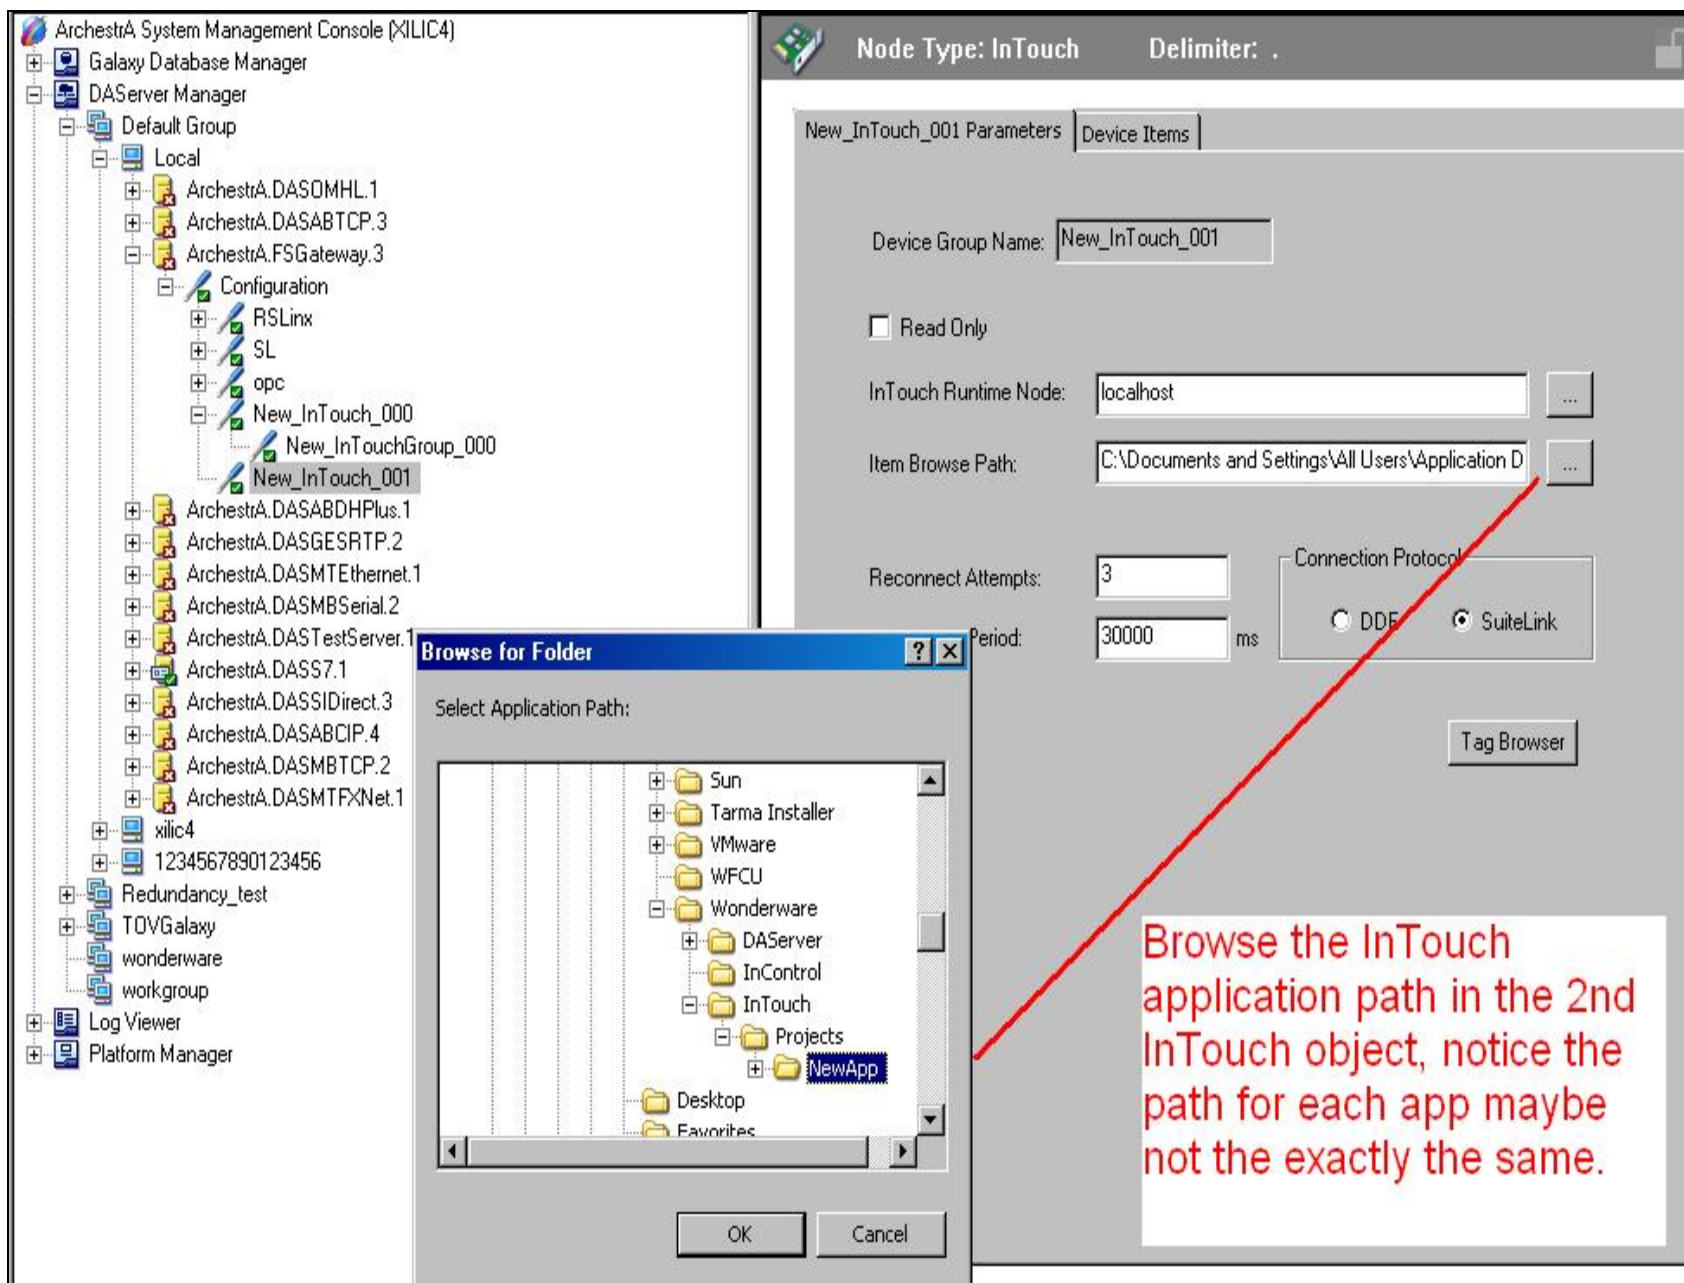 ArchestrA System Management Console (XILIC4)
Galaxy Database Manager
DAServer Manager
Default Group
Local
ArchestrA.DASOMHL.1
ArchestrA.DASABTCP.3
ArchestrA.FSGateway.3
Configuration
RSLinx
SL
opc
New_InTouch_000
New_InTouchGroup_000
New_InTouch_001
ArchestrA.DASABDHPlus.1
ArchestrA.DASGESRTP.2
ArchestrA.DASMTEthernet.1
ArchestrA.DASMBSerial.2
ArchestrA.DASTestServer.1
ArchestrA.DASS7.1
ArchestrA.DASSIDirect.3
ArchestrA.DASABCIP.4
ArchestrA.DASMBTCP.2
ArchestrA.DASMTFXNet.1
xilic4
1234567890123456
Redundancy_test
TOVGalaxy
wonderware
workgroup
Log Viewer
Platform Manager
Node Type: InTouch Delimiter: .
New_InTouch_001 Parameters Device Items
Device Group Name: New_InTouch_001
Read Only
InTouch Runtime Node: localhost ...
Item Browse Path: C:\Documents and Settings\All Users\Application D ...
Reconnect Attempts: 3
Connection Protocol
DDE SuiteLink
Period: 30000 ms
Tag Browser
Browse for Folder
Select Application Path:
Sun
Tarma Installer
VMware
WFCU
Wonderware
DAServer
InControl
InTouch
Projects
NewApp
Desktop
Favorites
OK Cancel
Browse the InTouch
application path in the 2nd
InTouch object, notice the
path for each app maybe
not the exactly the same.